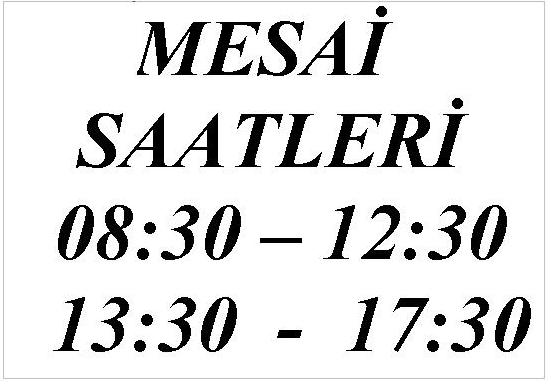 MESAİ
SAATLERİ
08:30 – 12:30
13:30 - 17:30